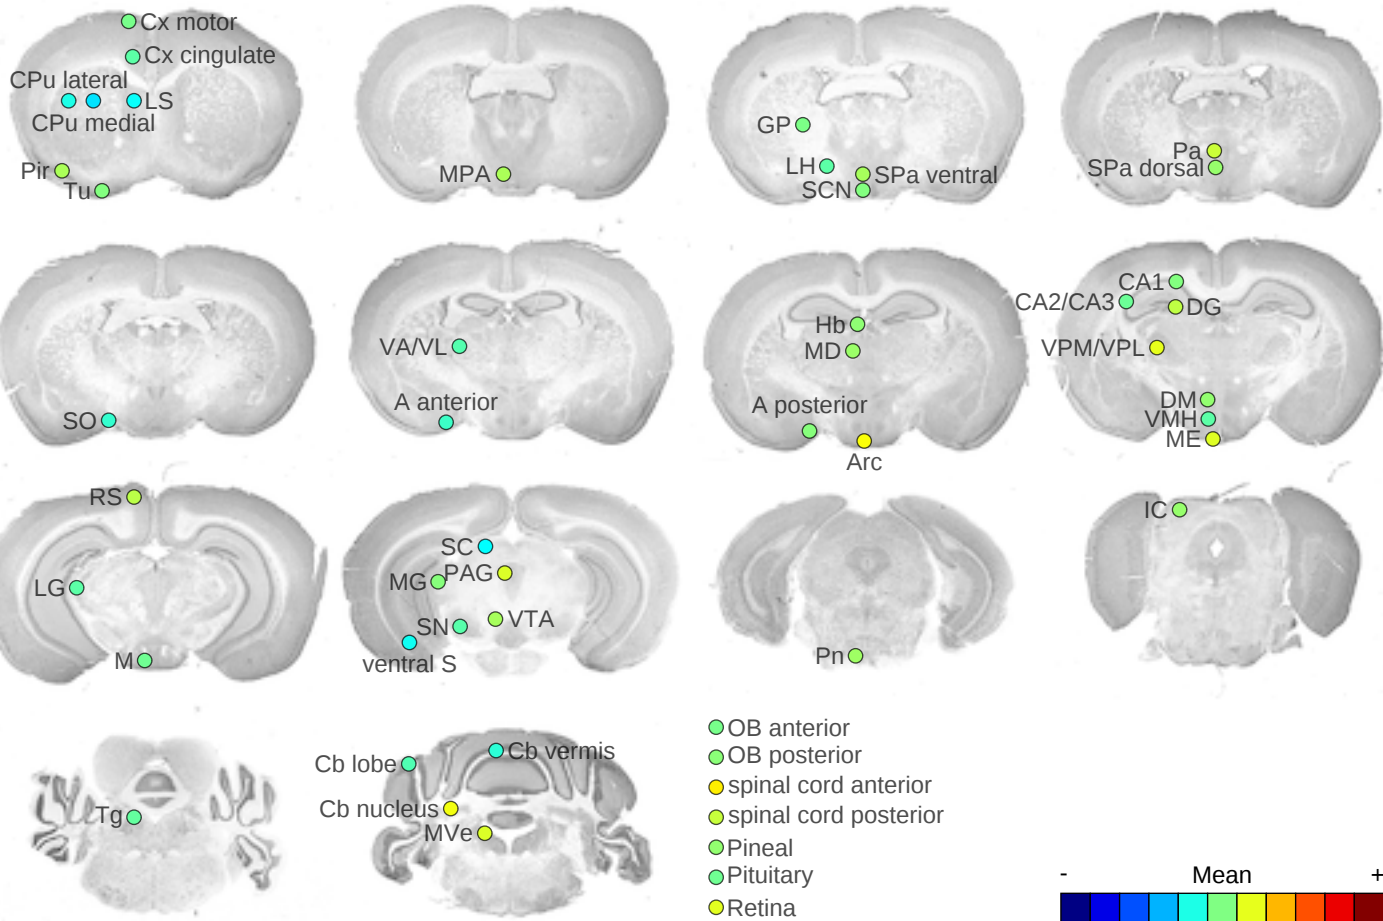 Cx motor
Cx cingulate
CPu lateral
LS
CPu medial
Pir
Tu
MPA
GP
LH
SPa ventral
SCN
Pa
SPa dorsal
SO
VA/VL
A anterior
Hb
MD
A posterior
Arc
CA1
CA2/CA3
DG
VPM/VPL
DM
VMH
ME
RS
LG
M
SC
PAG
MG
VTA
SN
ventral S
Pn
IC
Tg
Cb lobe
Cb vermis
Cb nucleus
MVe
OB anterior
OB posterior
spinal cord anterior
spinal cord posterior
Pineal
Pituitary
Retina
- Mean +